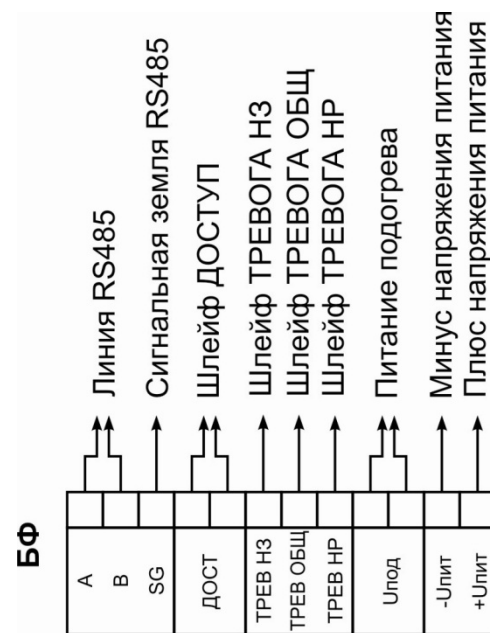 БФ
A
Линия RS485
B
SG
Сигнальная земля RS485
ДОСТ
Шлейф ДОСТУП
ТРЕВ НЗ
Шлейф ТРЕВОГА НЗ
ТРЕВ ОБЩ
Шлейф ТРЕВОГА ОБЩ
ТРЕВ НР
Шлейф ТРЕВОГА НР
Uпод
Питание подогрева
-Uпит
Минус напряжения питания
+Uпит
Плюс напряжения питания